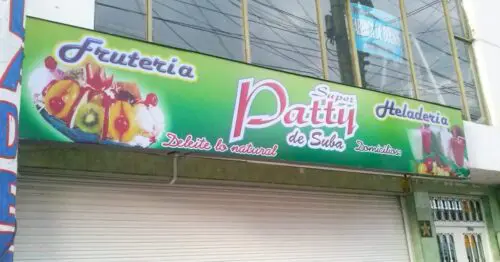 Fruteria
Super
Patty
de Suba
Heladeria
Deleite lo natural
Domicilios: